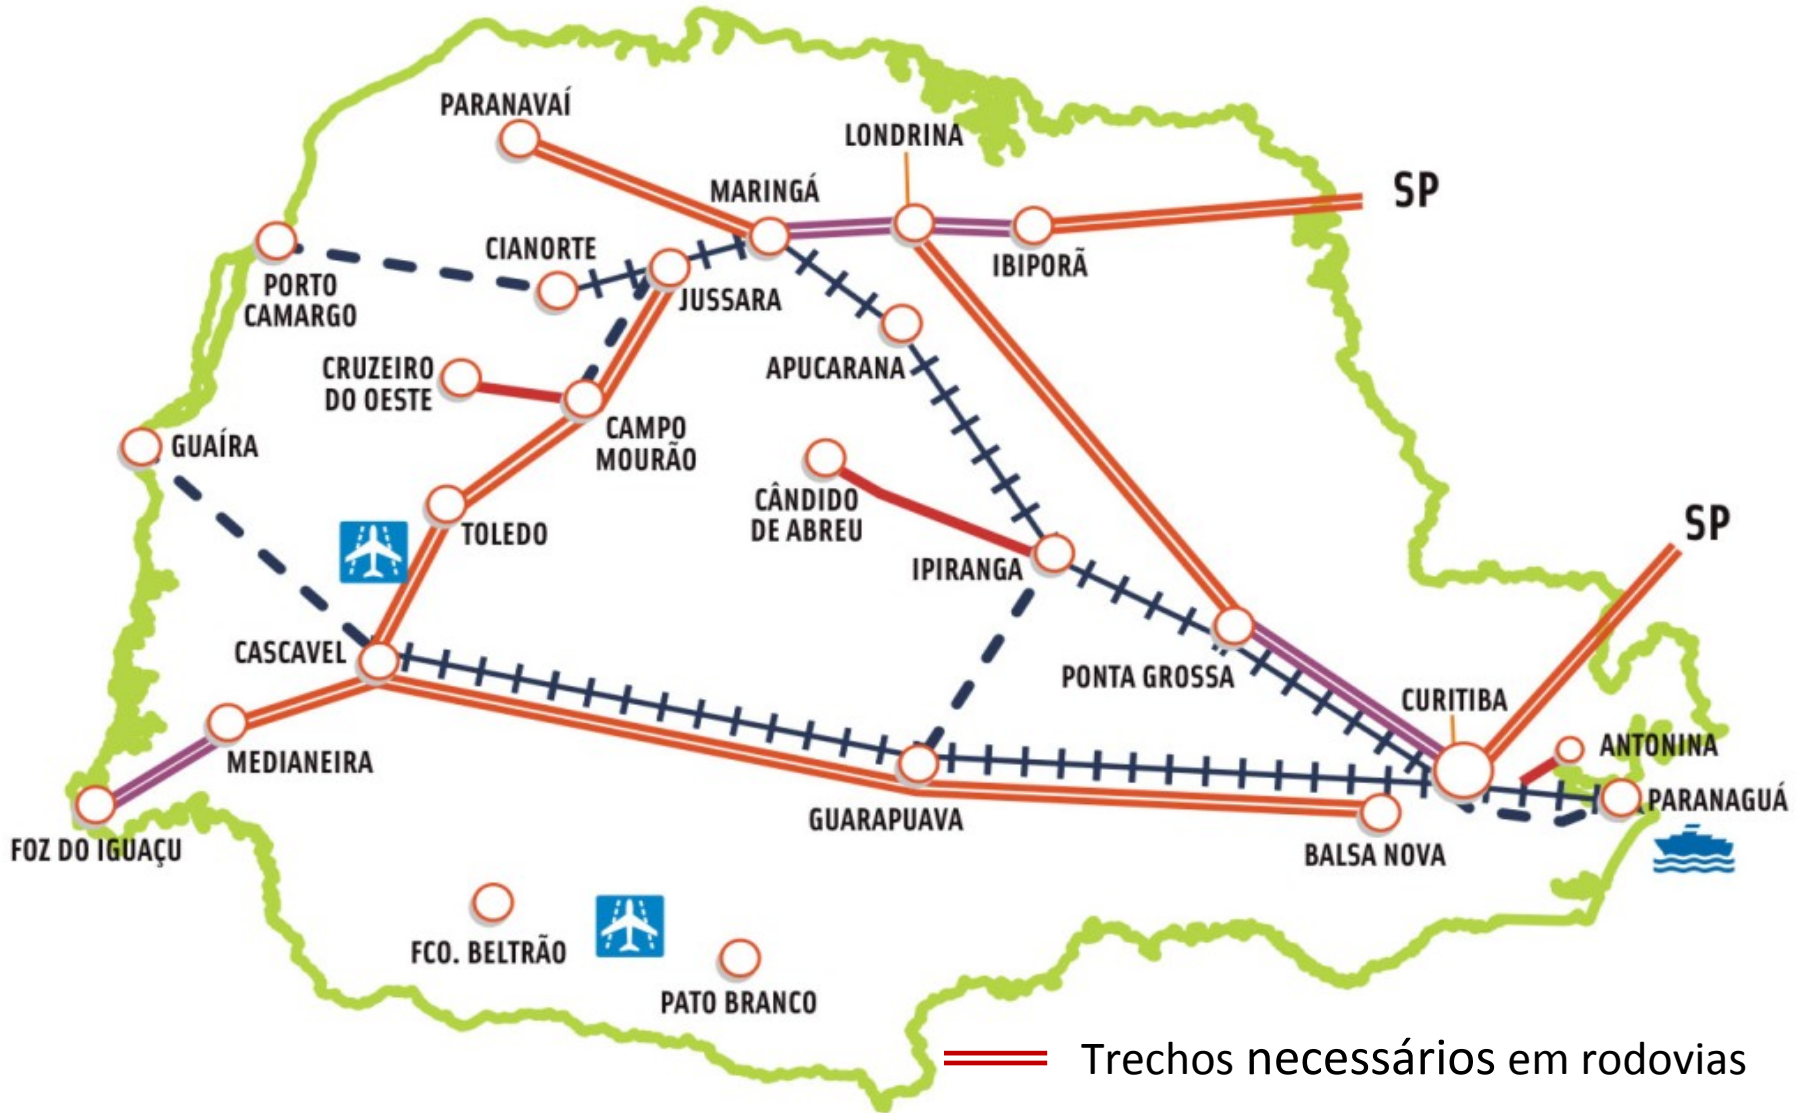 PARANAVAÍ
LONDRINA
MARINGÁ
SP
CIANORTE
IBIPORÃ
PORTO
CAMARGO
JUSSARA
CRUZEIRO
DO OESTE
APUCARANA
GUAÍRA
CAMPO
MOURÃO
CÂNDIDO
DE ABREU
TOLEDO
SP
IPIRANGA
CASCAVEL
PONTA GROSSA
CURITIBA
MEDIANEIRA
ANTONINA
PARANAGUÁ
GUARAPUAVA
FOZ DO IGUAÇU
BALSA NOVA
FCO. BELTRÃO
PATO BRANCO
Trechos necessários em rodovias